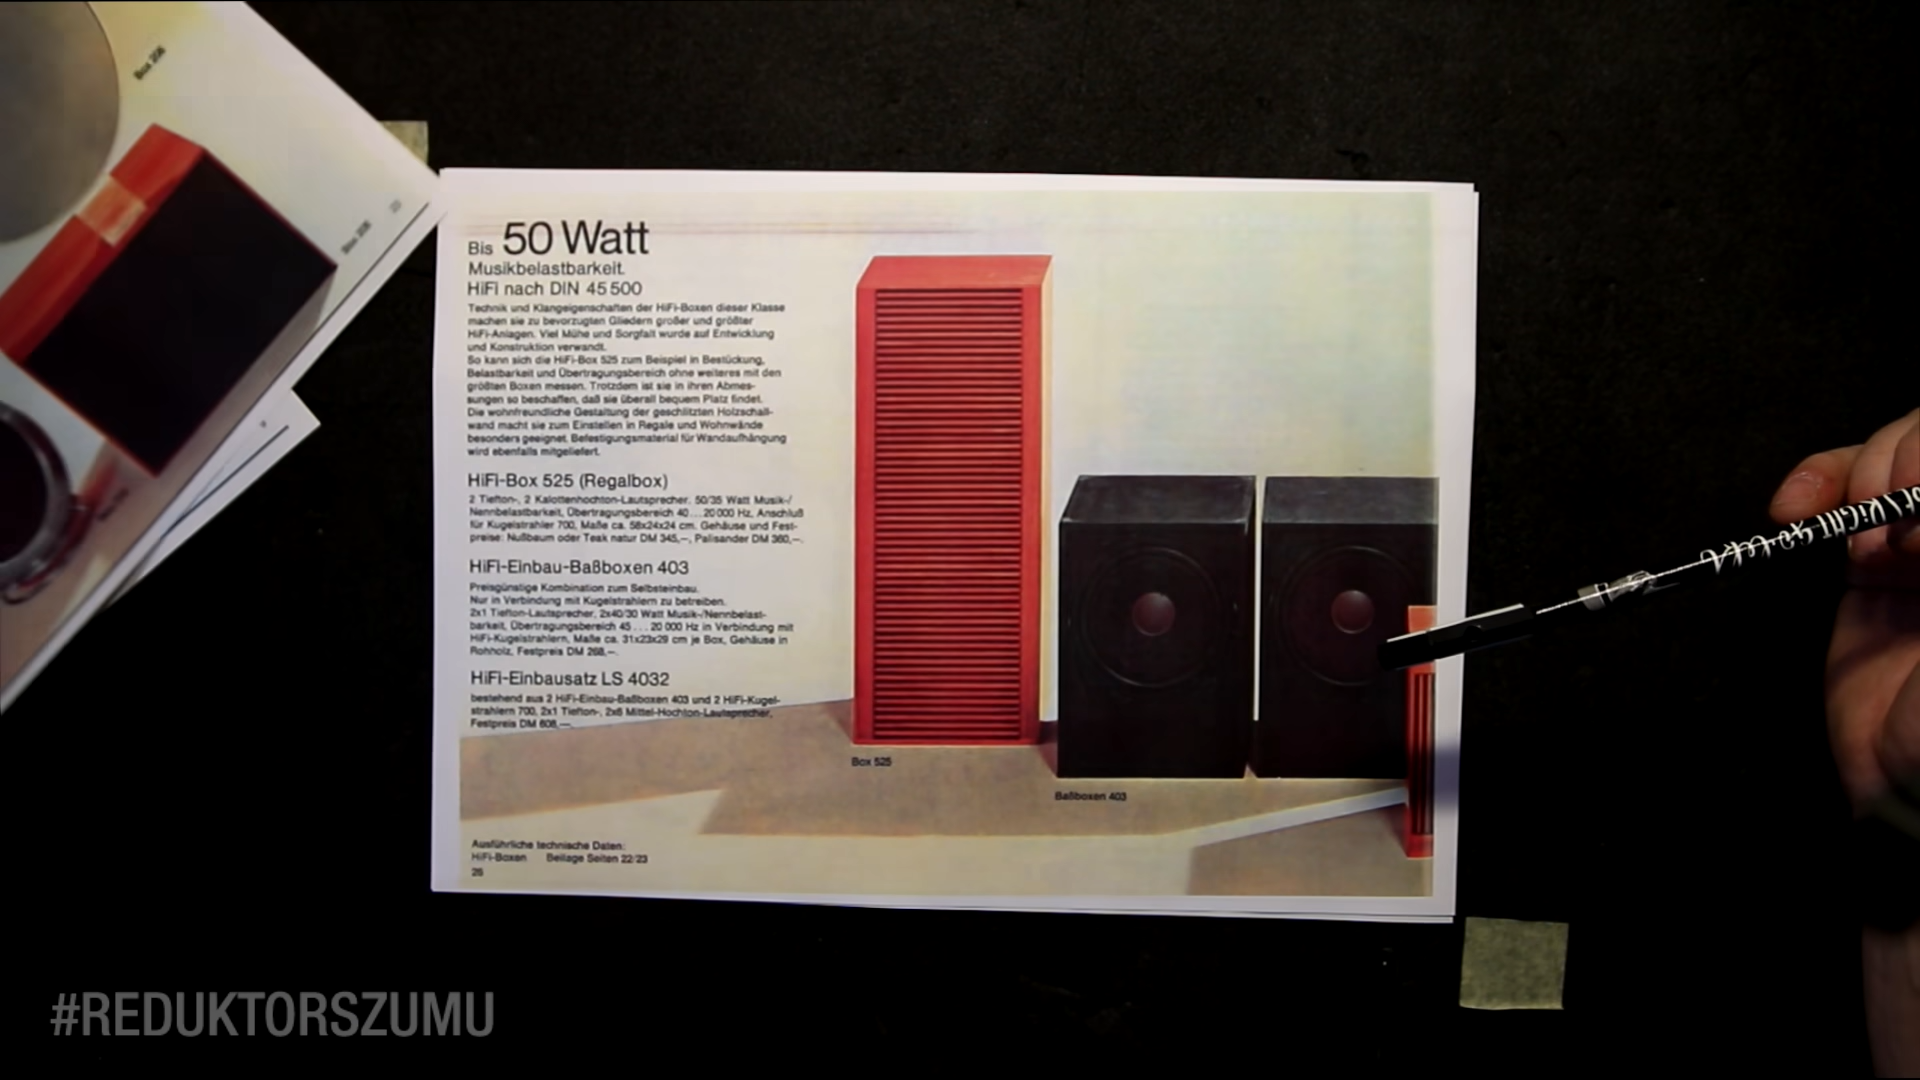 Box 206
Box 208
Bis 50 Watt
Musikbelastbarkeit.
HiFi nach DIN 45 500
Technik und Klangeigenschaften der HiFi-Boxen dieser Klasse
machen sie zu bevorzugten Gliedern großer und größter
HiFi-Anlagen. Viel Mühe und Sorgfalt wurde auf Entwicklung
und Konstruktion verwandt.
So kann sich die HiFi-Box 525 zum Beispiel in Bestückung,
Belastbarkeit und Übertragungsbereich ohne weiteres mit den
größten Boxen messen. Trotzdem ist sie in ihren Abmes-
sungen so beschaffen, daß sie überall bequem Platz findet.
Die wohnfreundliche Gestaltung der geschlitzten Holzschall-
wand macht sie zum Einstellen in Regale und Wohnwände
besonders geeignet. Befestigungsmaterial für Wandaufhängung
wird ebenfalls mitgeliefert.
HiFi-Box 525 (Regalbox)
2 Tiefton-, 2 Kalottenhochton-Lautsprecher. 50/35 Watt Musik-/
Nennbelastbarkeit, Übertragungsbereich 40 ... 20 000 Hz, Anschluß
für Kugelstrahler 700, Maße ca. 58x24x24 cm. Gehäuse und Fest-
preise: Nußbaum oder Teak natur DM 345,–, Palisander DM 360,–.
HiFi-Einbau-Baßboxen 403
Preisgünstige Kombination zum Selbsteinbau.
Nur in Verbindung mit Kugelstrahlern zu betreiben.
2x1 Tiefton-Lautsprecher, 2x40/30 Watt Musik-/Nennbelast-
barkeit, Übertragungsbereich 45 ... 20 000 Hz in Verbindung mit
HiFi-Kugelstrahlern, Maße ca. 31x23x29 cm je Box, Gehäuse in
Rohholz, Festpreis DM 268,–.
HiFi-Einbausatz LS 4032
bestehend aus 2 HiFi-Einbau-Baßboxen 403 und 2 HiFi-Kugel-
strahlern 700, 2x1 Tiefton-, 2x6 Mittel-Hochton-Lautsprecher,
Festpreis DM 608,–.
Box 525
Baßboxen 403
Ausführliche technische Daten:
HiFi-Boxen Beilage Seiten 22/23
26
#REDUKTORSZUMU